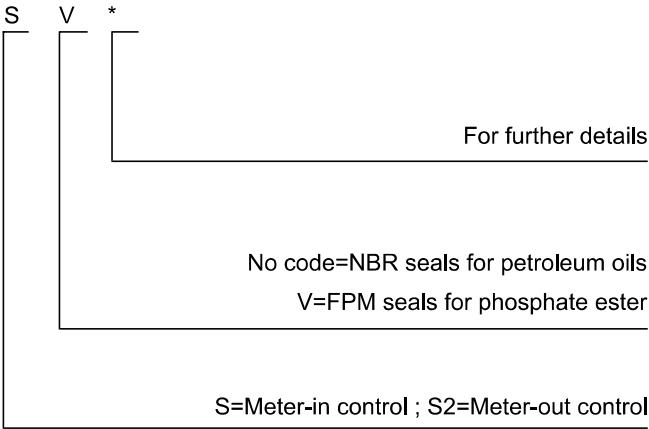 S V *
For further details
No code=NBR seals for petroleum oils
V=FPM seals for phosphate ester
S=Meter-in control ; S2=Meter-out control